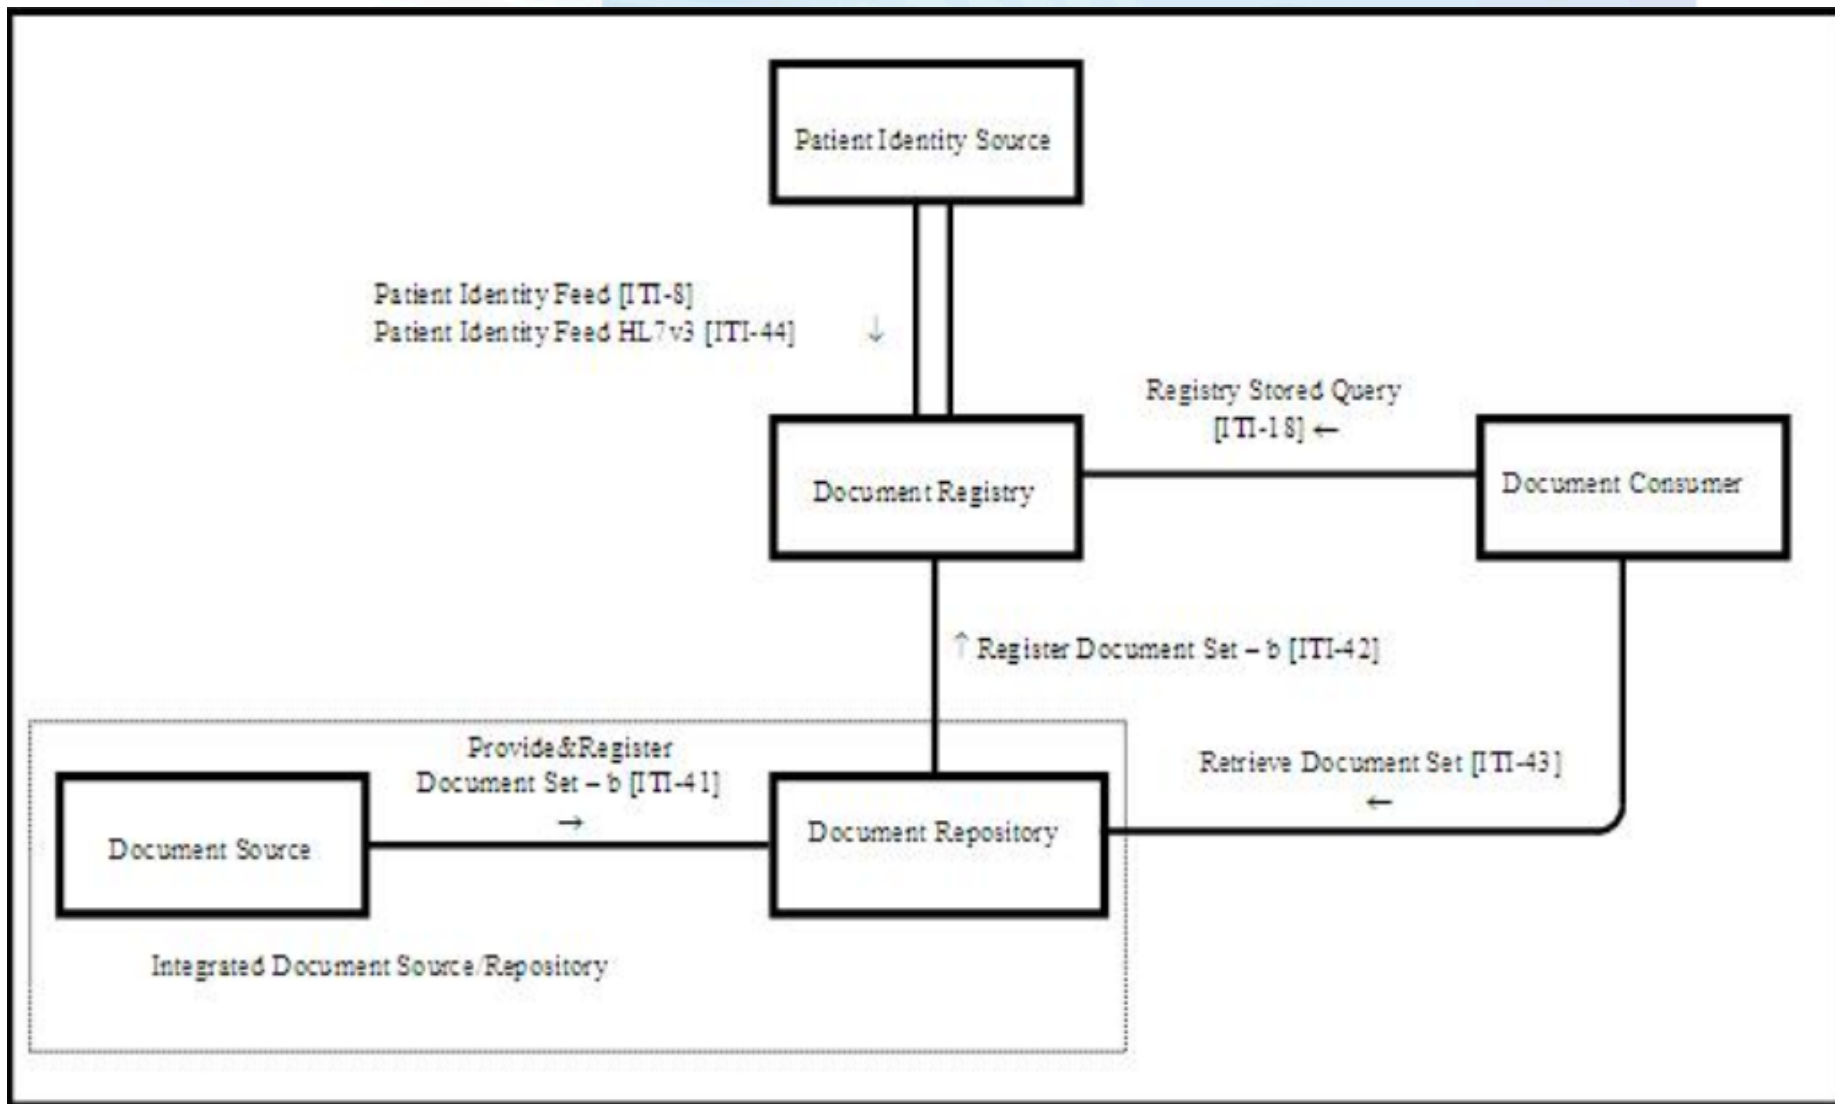 Patient Identity Source
Patient Identity Feed [ITI-8]
Patient Identity Feed HL7v3 [ITI-44] ↓
Registry Stored Query
[ITI-18] ←
Document Registry
Document Consumer
↑ Register Document Set – b [ITI-42]
Provide&Register
Document Set – b [ITI-41]
→
Retrieve Document Set [ITI-43]
←
Document Source
Document Repository
Integrated Document Source/Repository